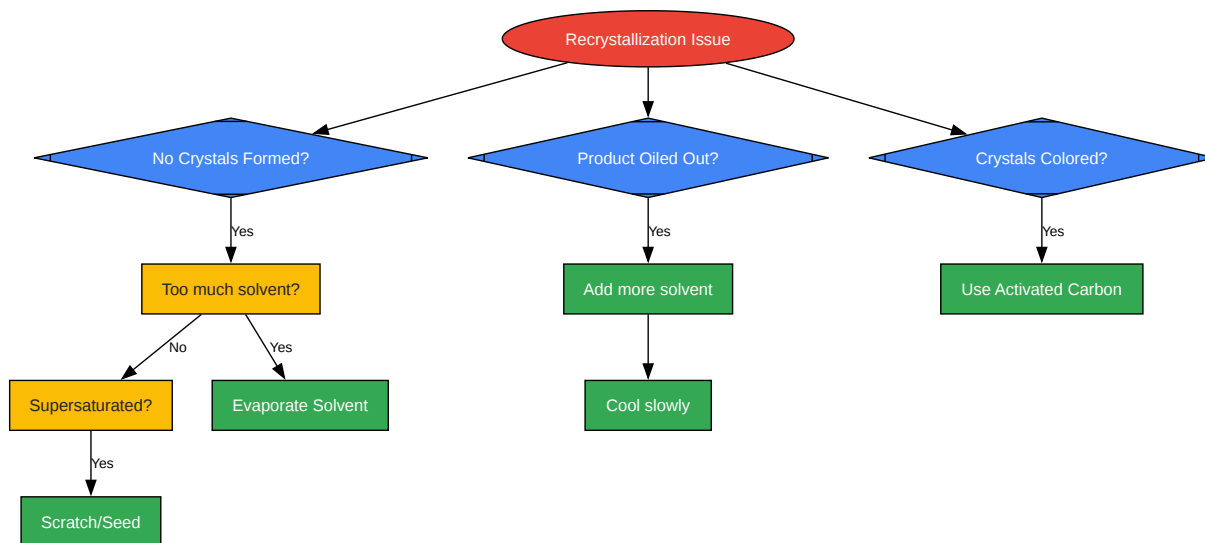 Recrystallization Issue
No Crystals Formed?
Product Oiled Out?
Crystals Colored?
Yes
Yes
Yes
Too much solvent?
Add more solvent
Use Activated Carbon
No
Yes
Supersaturated?
Evaporate Solvent
Cool slowly
Yes
Scratch/Seed